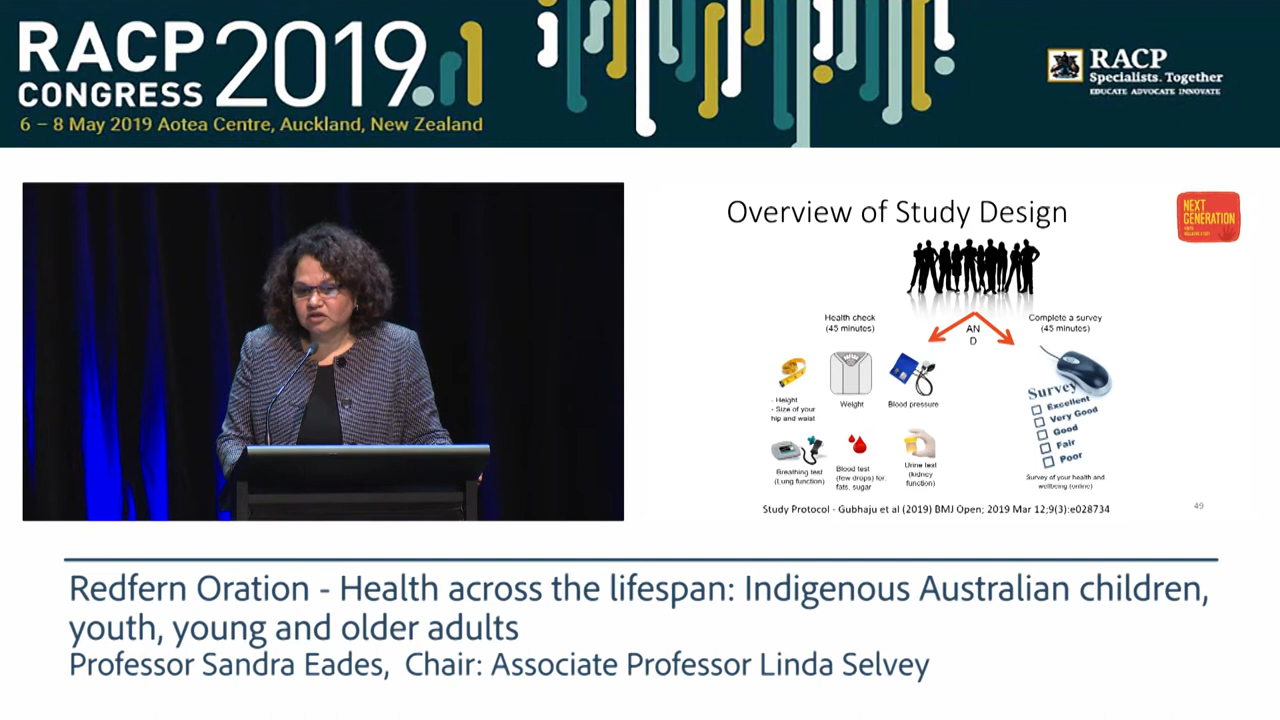 RACP
CONGRESS
2019
6 – 8 May 2019 Aotea Centre, Auckland, New Zealand
RACP
Specialists. Together
EDUCATE ADVOCATE INNOVATE
Overview of Study Design
NEXT
GENERATION
Health check
(45 minutes)
AN
D
Complete a survey
(45 minutes)
- Height
- Size of your
hip and waist
Weight
Blood pressure
Survey
Excellent
Very Good
Good
Fair
Poor
Breathing test
(Lung function)
Blood test
(few drops) for
fats, sugar
Urine test
(kidney
function)
Survey of your health and
wellbeing (online)
Study Protocol - Gubhaju et al (2019) BMJ Open; 2019 Mar 12;9(3):e028734
49
Redfern Oration - Health across the lifespan: Indigenous Australian children,
youth, young and older adults
Professor Sandra Eades, Chair: Associate Professor Linda Selvey